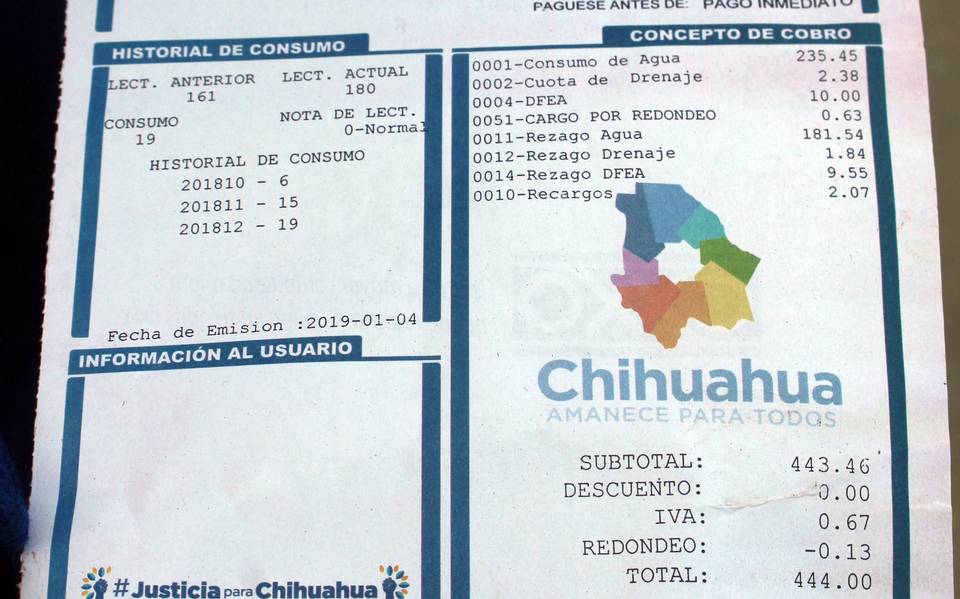 PAGUESE ANTES DE: PAGO INMEDIATO
HISTORIAL DE CONSUMO
LECT. ANTERIOR LECT. ACTUAL
161 180
CONSUMO NOTA DE LECT.
19 0-Normal
HISTORIAL DE CONSUMO
201810 - 6
201811 - 15
201812 - 19
Fecha de Emision :2019-01-04
INFORMACIÓN AL USUARIO
#Justicia para Chihuahua
CONCEPTO DE COBRO
0001-Consumo de Agua 235.45
0002-Cuota de Drenaje 2.38
0004-DFEA 10.00
0051-CARGO POR REDONDEO 0.63
0011-Rezago Agua 181.54
0012-Rezago Drenaje 1.84
0014-Rezago DFEA 9.55
0010-Recargos 2.07
Chihuahua
AMANECE PARA TODOS
SUBTOTAL: 443.46
DESCUENTO: 0.00
IVA: 0.67
REDONDEO: -0.13
TOTAL: 444.00